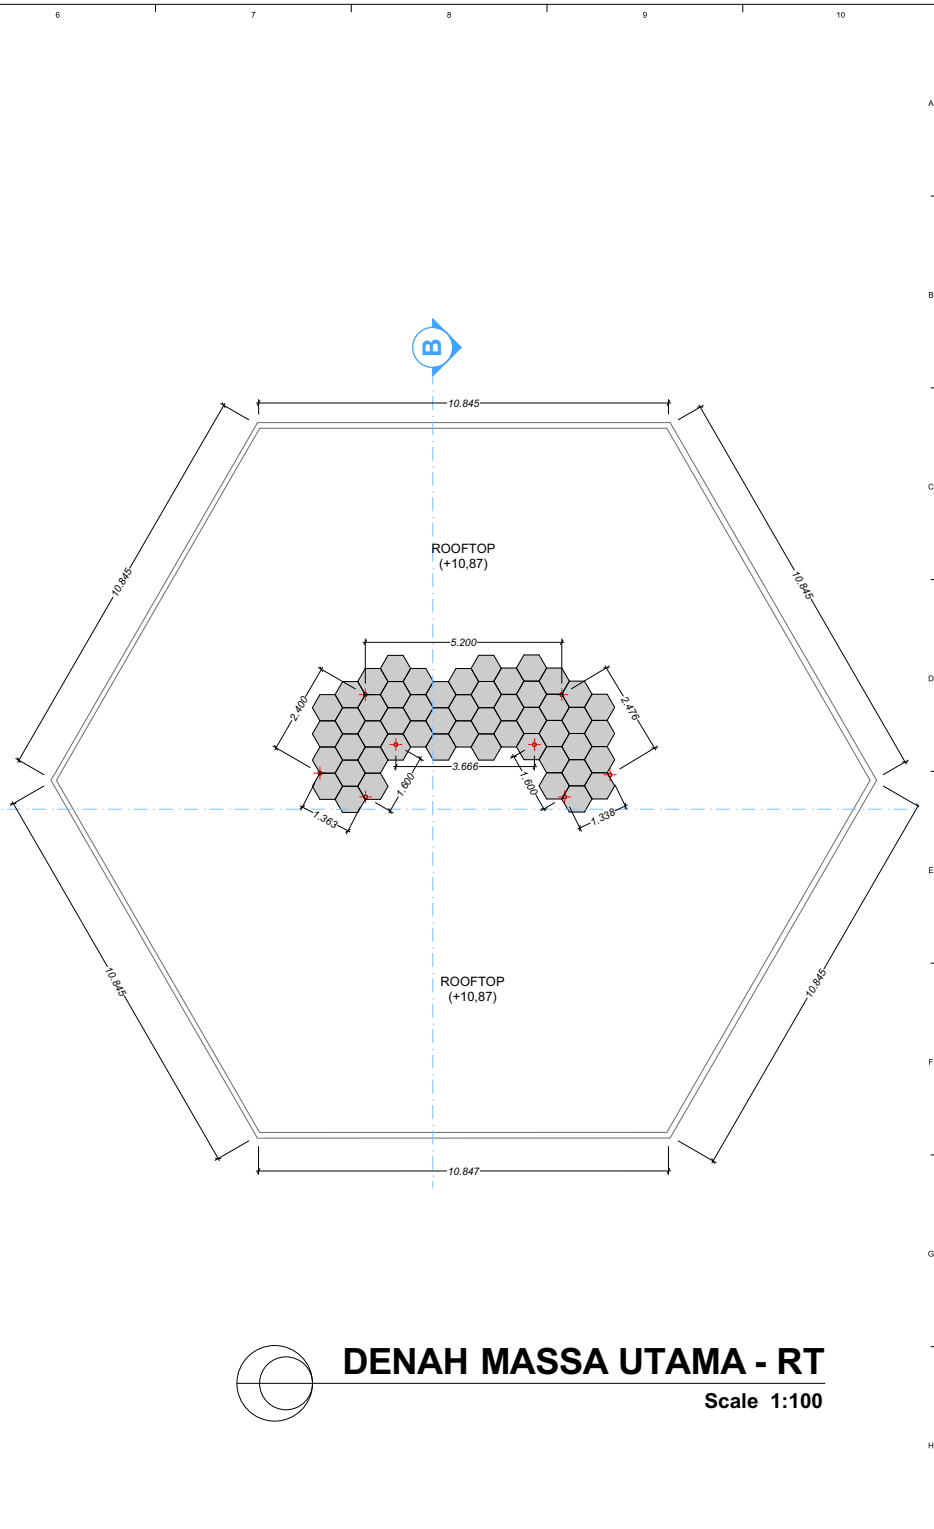 6 7 8 9 10
A
B
B
10.845
C
ROOFTOP
(+10,87)
10.845
10.845
5.200
D
2.400
2.476
3.666
1.600
1.600
1.363
1.338
E
10.845
ROOFTOP
(+10,87)
10.845
F
10.847
G
DENAH MASSA UTAMA - RT
Scale 1:100
H